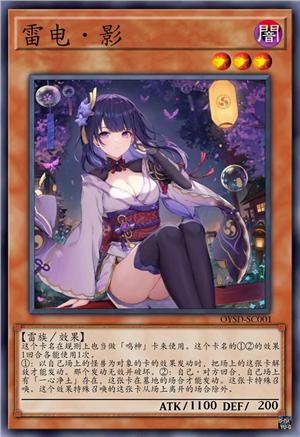 雷电·影
闇
OYSD-SC001
【雷族／效果】
这个卡名在规则上也当做「鸣神」卡来使用。这个卡名的①②的效果
1回合各能使用1次。
①：以自己场上的怪兽为对象的卡的效果发动时，把场上的这张卡解
放才能发动。那个发动无效并破坏。②：自己·对方回合，自己场上
有「一心净土」存在，这张卡在墓地的场合才能发动。这张卡特殊召
唤。这个效果特殊召唤的这张卡从场上离开的场合除外。
ATK/1100 DEF/ 200